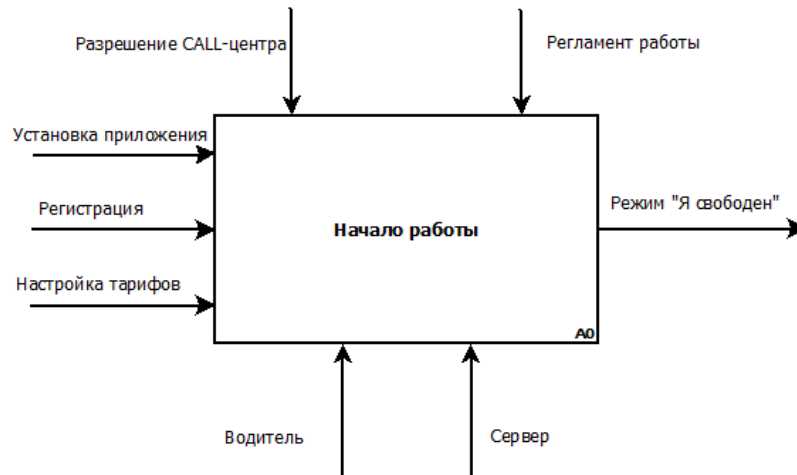 Разрешение CALL-центра
Регламент работы
Установка приложения
Регистрация
Режим "Я свободен"
Начало работы
Настройка тарифов
A0
Водитель
Сервер